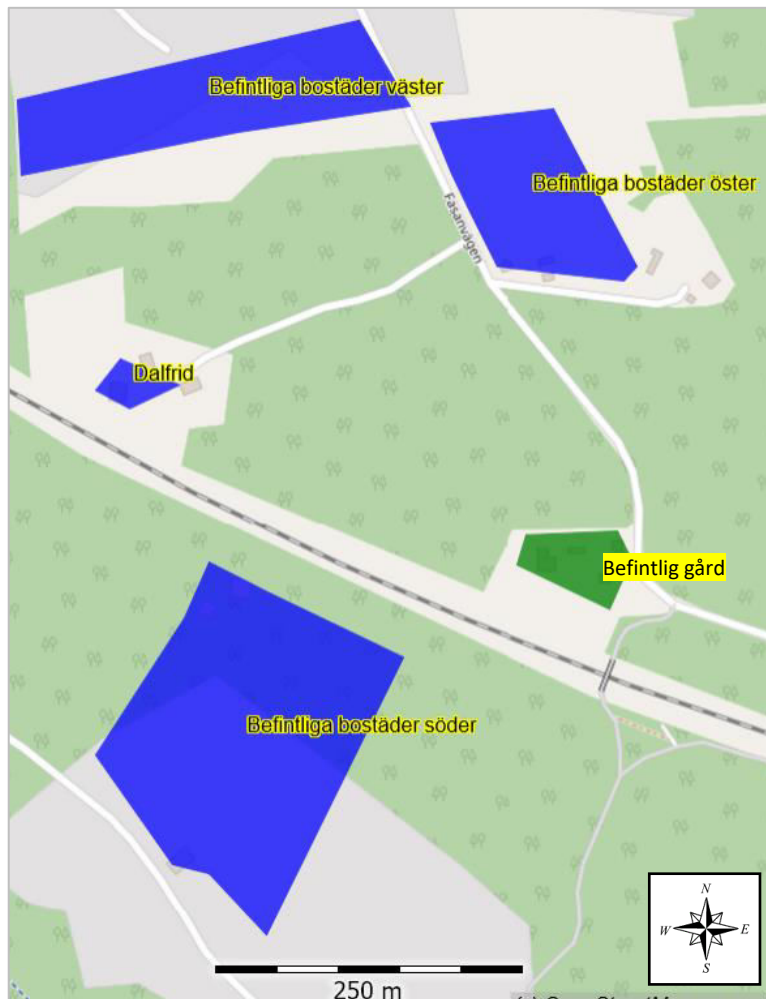 Befintliga bostäder väster
Befintliga bostäder öster
Fasanvägen
Dalfrid
Befintlig gård
Befintliga bostäder söder
N
W E
S
250 m